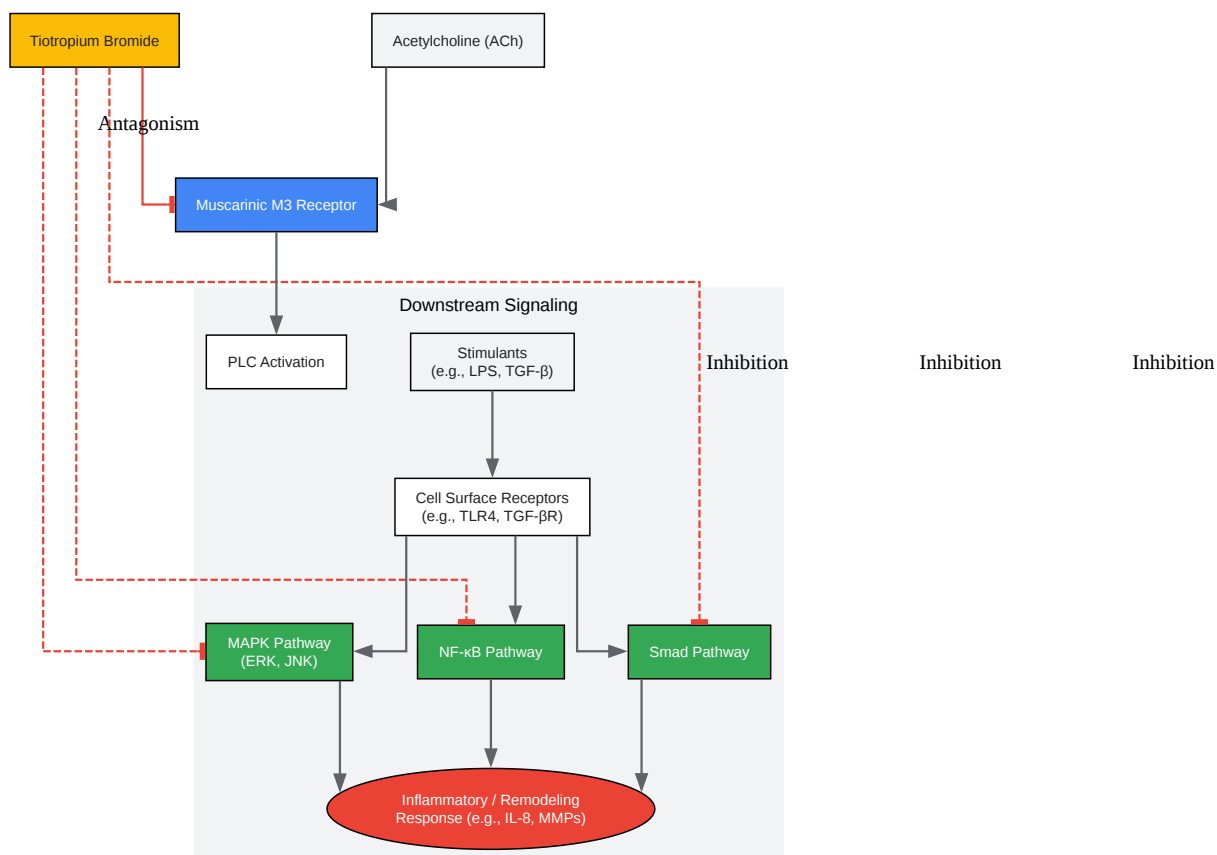 Tiotropium Bromide
Acetylcholine (ACh)
Antagonism
Muscarinic M3 Receptor
Downstream Signaling
PLC Activation
Stimulants
(e.g., LPS, TGF-β)
Inhibition
Inhibition
Inhibition
Cell Surface Receptors
(e.g., TLR4, TGF-βR)
MAPK Pathway
(ERK, JNK)
NF-κB Pathway
Smad Pathway
Inflammatory / Remodeling
Response (e.g., IL-8, MMPs)